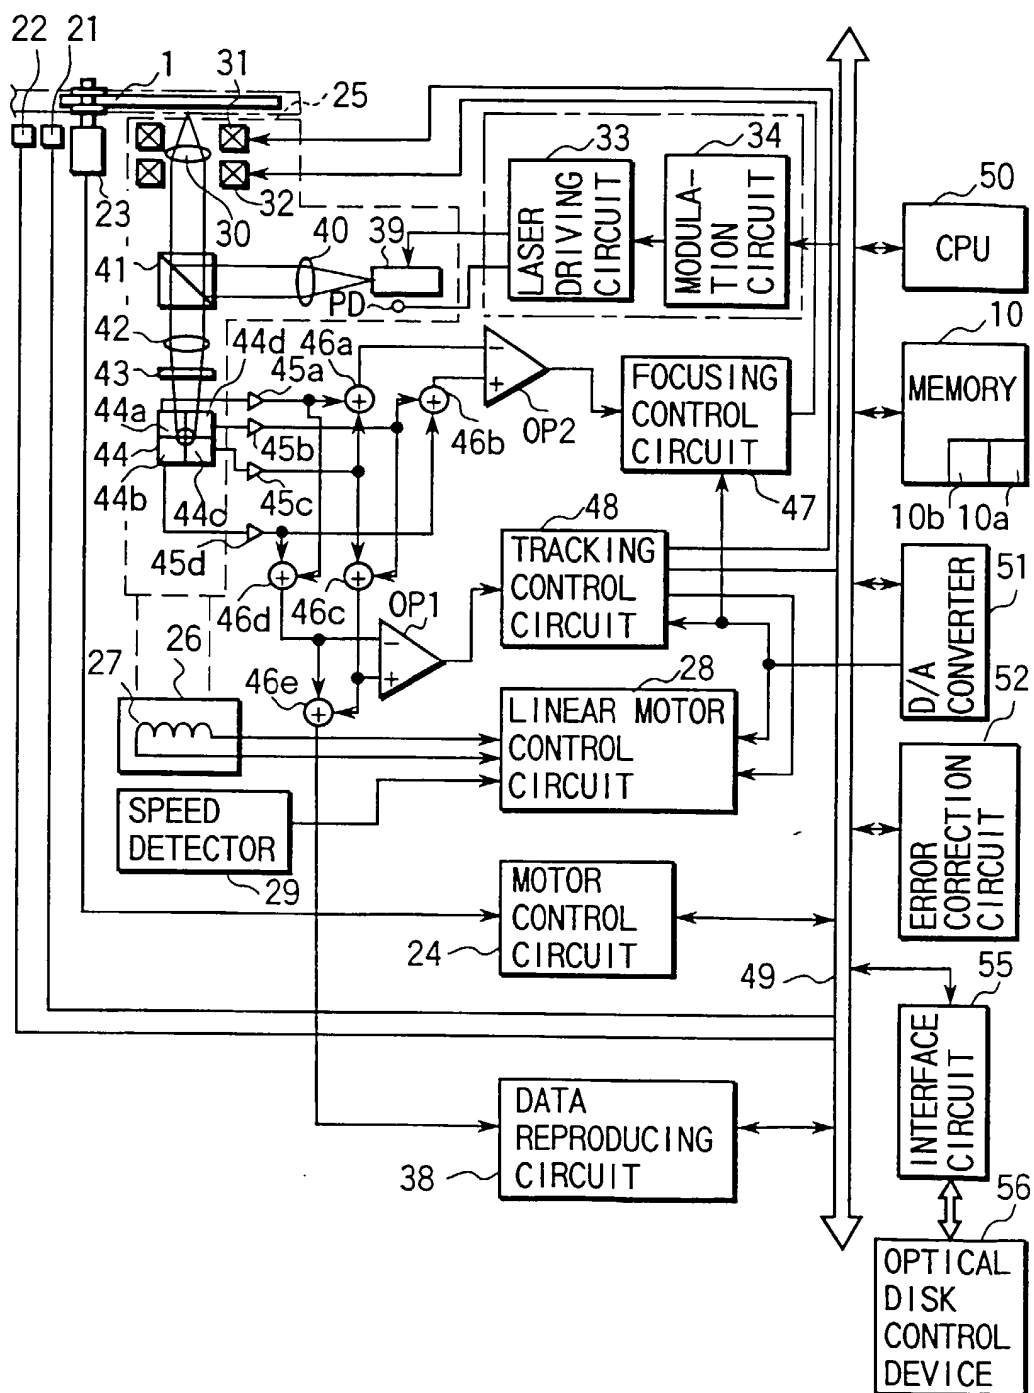 22
21
1
31
25
23
30
32
33
LASER
DRIVING
CIRCUIT
34
MODULA-
TION
CIRCUIT
50
CPU
41
40
39
PD
42
43
44d
46a
45a
44a
44
44b
44c
45b
45c
45d
46b
OP2
FOCUSING
CONTROL
CIRCUIT
47
10
MEMORY
10b
10a
48
TRACKING
CONTROL
CIRCUIT
46d
46c
OP1
51
D/A
CONVERTER
27
26
46e
28
LINEAR MOTOR
CONTROL
CIRCUIT
52
ERROR
CORRECTION
CIRCUIT
SPEED
DETECTOR
29
MOTOR
CONTROL
CIRCUIT
24
49
55
INTERFACE
CIRCUIT
DATA
REPRODUCING
CIRCUIT
38
56
OPTICAL
DISK
CONTROL
DEVICE